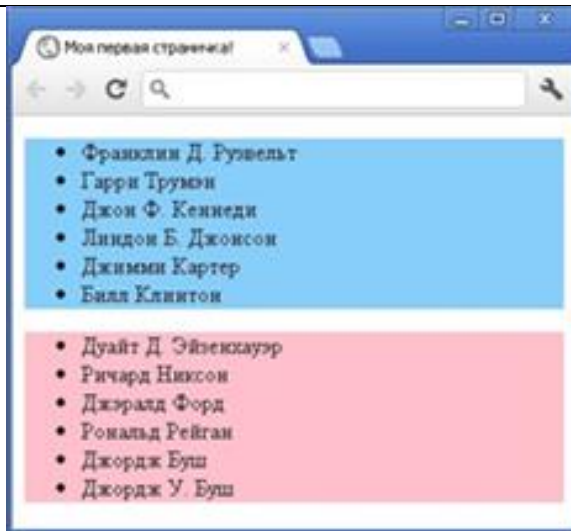 Моя первая страничка!
Франклин Д. Рузвельт
Гарри Трумэн
Джон Ф. Кеннеди
Линдон Б. Джонсон
Джимми Картер
Билл Клинтон
Дуайт Д. Эйзенхауэр
Ричард Никсон
Джэралд Форд
Рональд Рейган
Джордж Буш
Джордж У. Буш